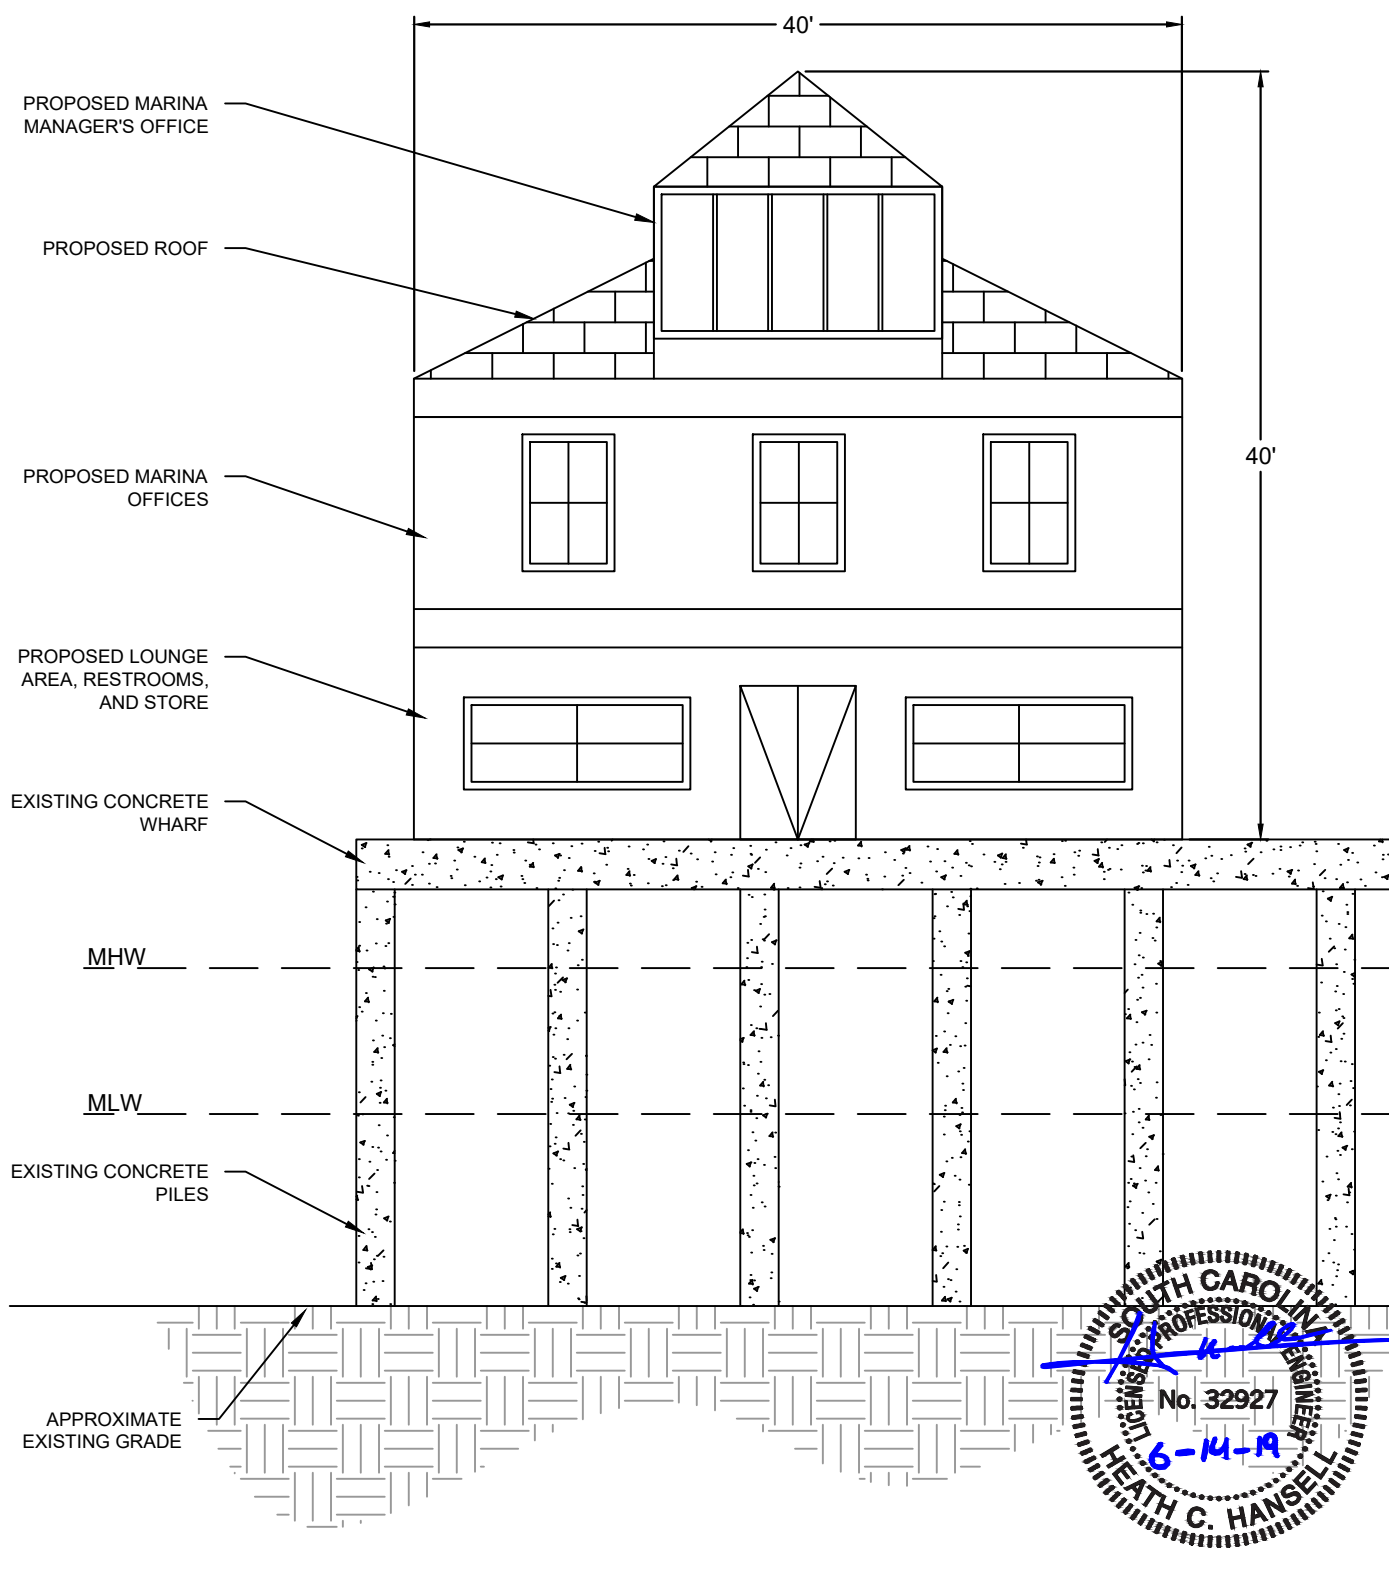 40'
PROPOSED MARINA
MANAGER'S OFFICE
PROPOSED ROOF
40'
PROPOSED MARINA
OFFICES
PROPOSED LOUNGE
AREA, RESTROOMS,
AND STORE
EXISTING CONCRETE
WHARF
MHW
MLW
EXISTING CONCRETE
PILES
APPROXIMATE
EXISTING GRADE
SOUTH CAROLINA
LICENSED PROFESSIONAL ENGINEER
No. 32927
6-14-19
HEATH C. HANSELL